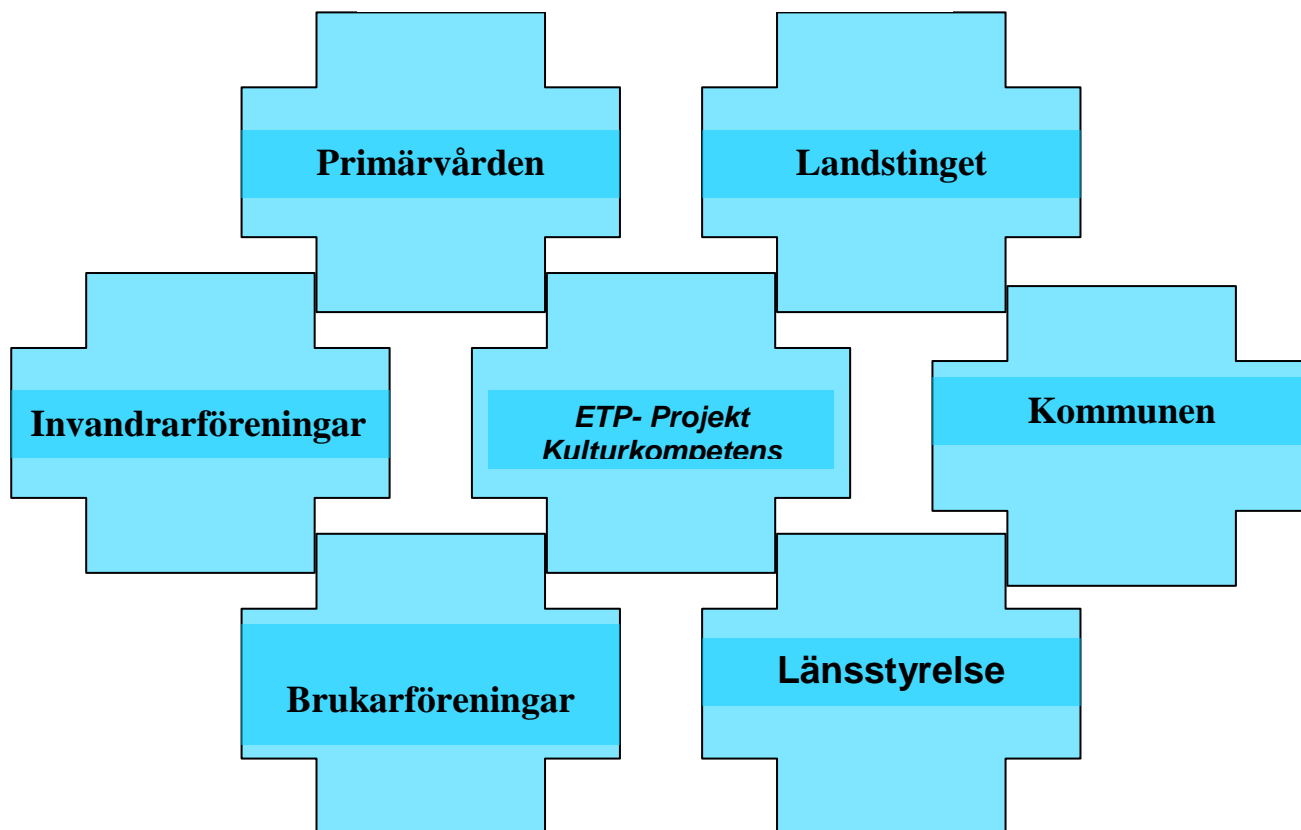 Primärvården
Landstinget
Invandrarföreningar
ETP- Projekt
Kulturkompetens
Kommunen
Brukarföreningar
Länsstyrelse